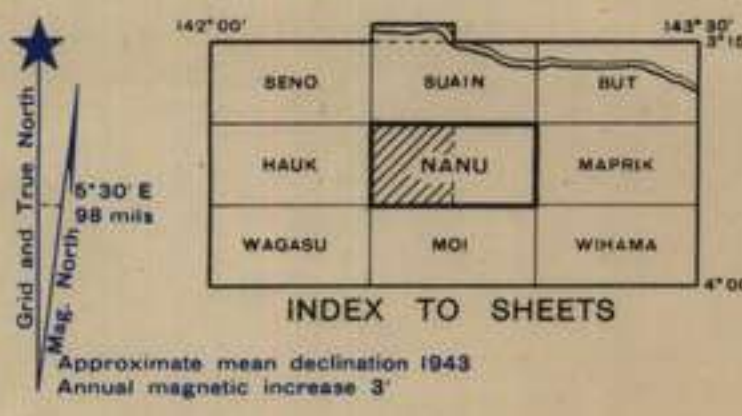 142° 00'
143° 30'
3° 15
SENO SUAIN BUT
HAUK NANU MAPRIK
WAGASU MOI WIHAMA
4° 00
INDEX TO SHEETS
Grid and True North
Mag. North
5° 30' E
98 mils
Approximate mean declination 1943
Annual magnetic increase 3'